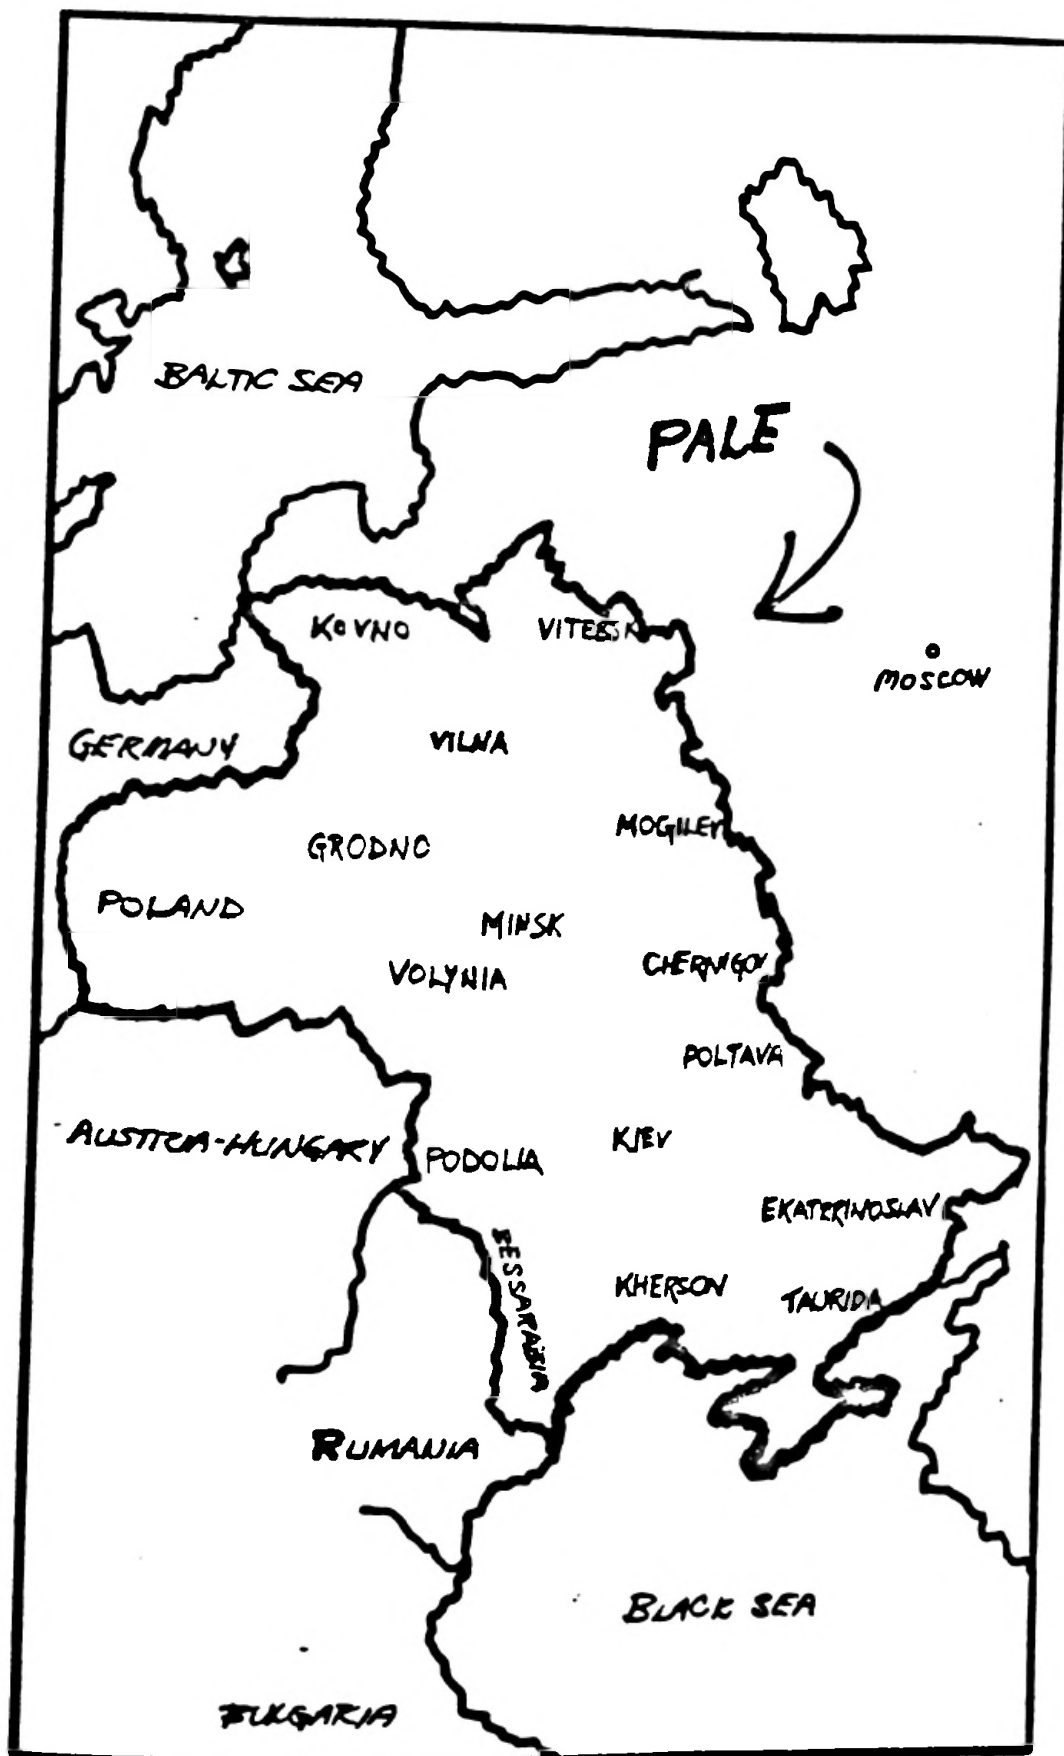 BALTIC SEA
PALE
KOVNO
VITEBSK
MOSCOW
GERMANY
VILNA
MOGILEV
GRODNO
POLAND
MINSK
VOLYNIA
CHERNIGOV
POLTAVA
AUSTRIA-HUNGARY
KIEV
PODOLIA
EKATERINOSLAV
BESSARABIA
KHERSON
TAURIDA
RUMANIA
BLACK SEA
BULGARIA